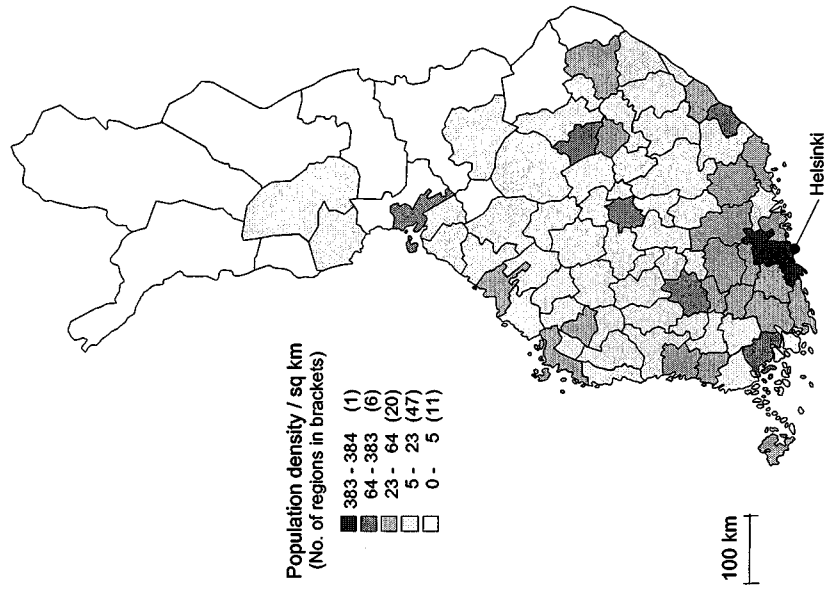 Population density / sq km
(No. of regions in brackets)
383 - 384 (1)
64 - 383 (6)
23 - 64 (20)
5 - 23 (47)
0 - 5 (11)
100 km
Helsinki